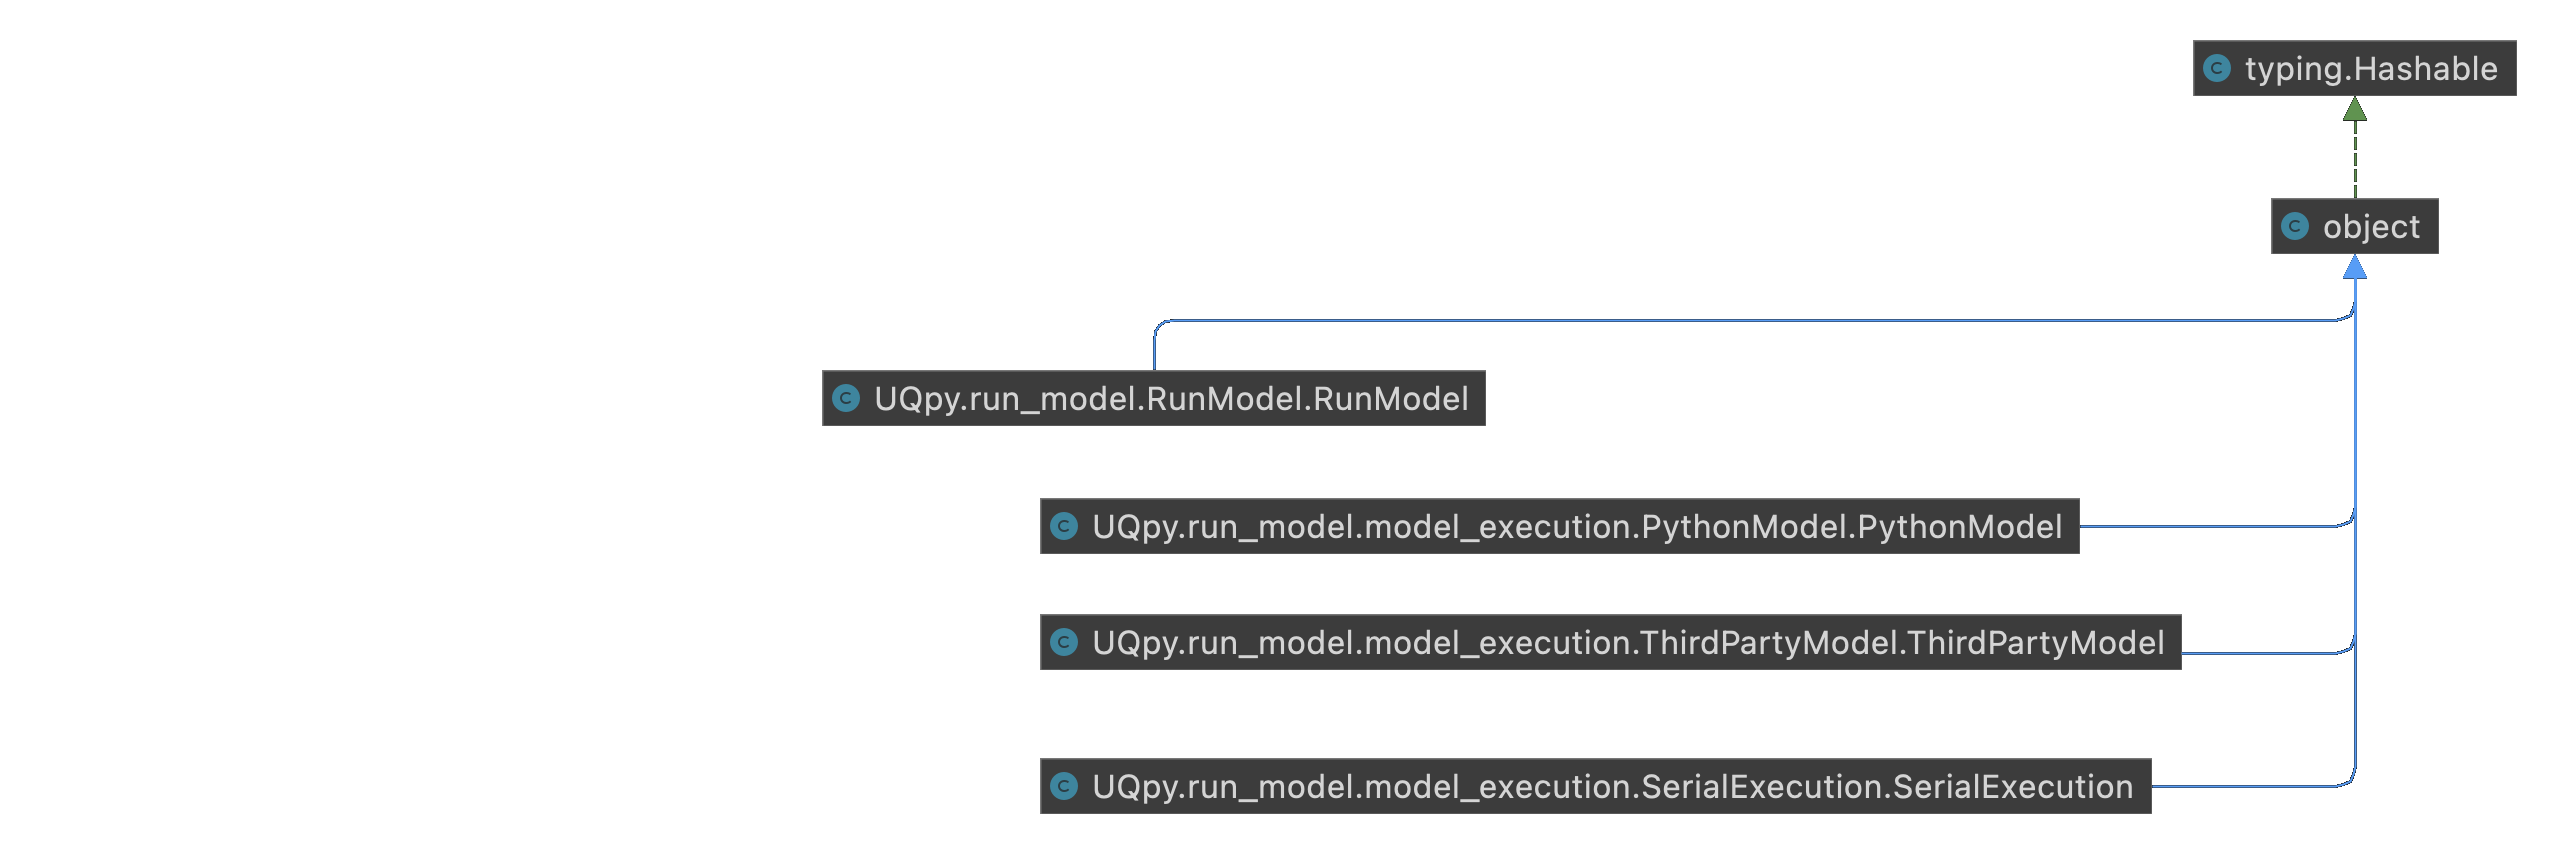 C typing.Hashable
C object
C UQpy.run_model.RunModel.RunModel
C UQpy.run_model.model_execution.PythonModel.PythonModel
C UQpy.run_model.model_execution.ThirdPartyModel.ThirdPartyModel
C UQpy.run_model.model_execution.SerialExecution.SerialExecution